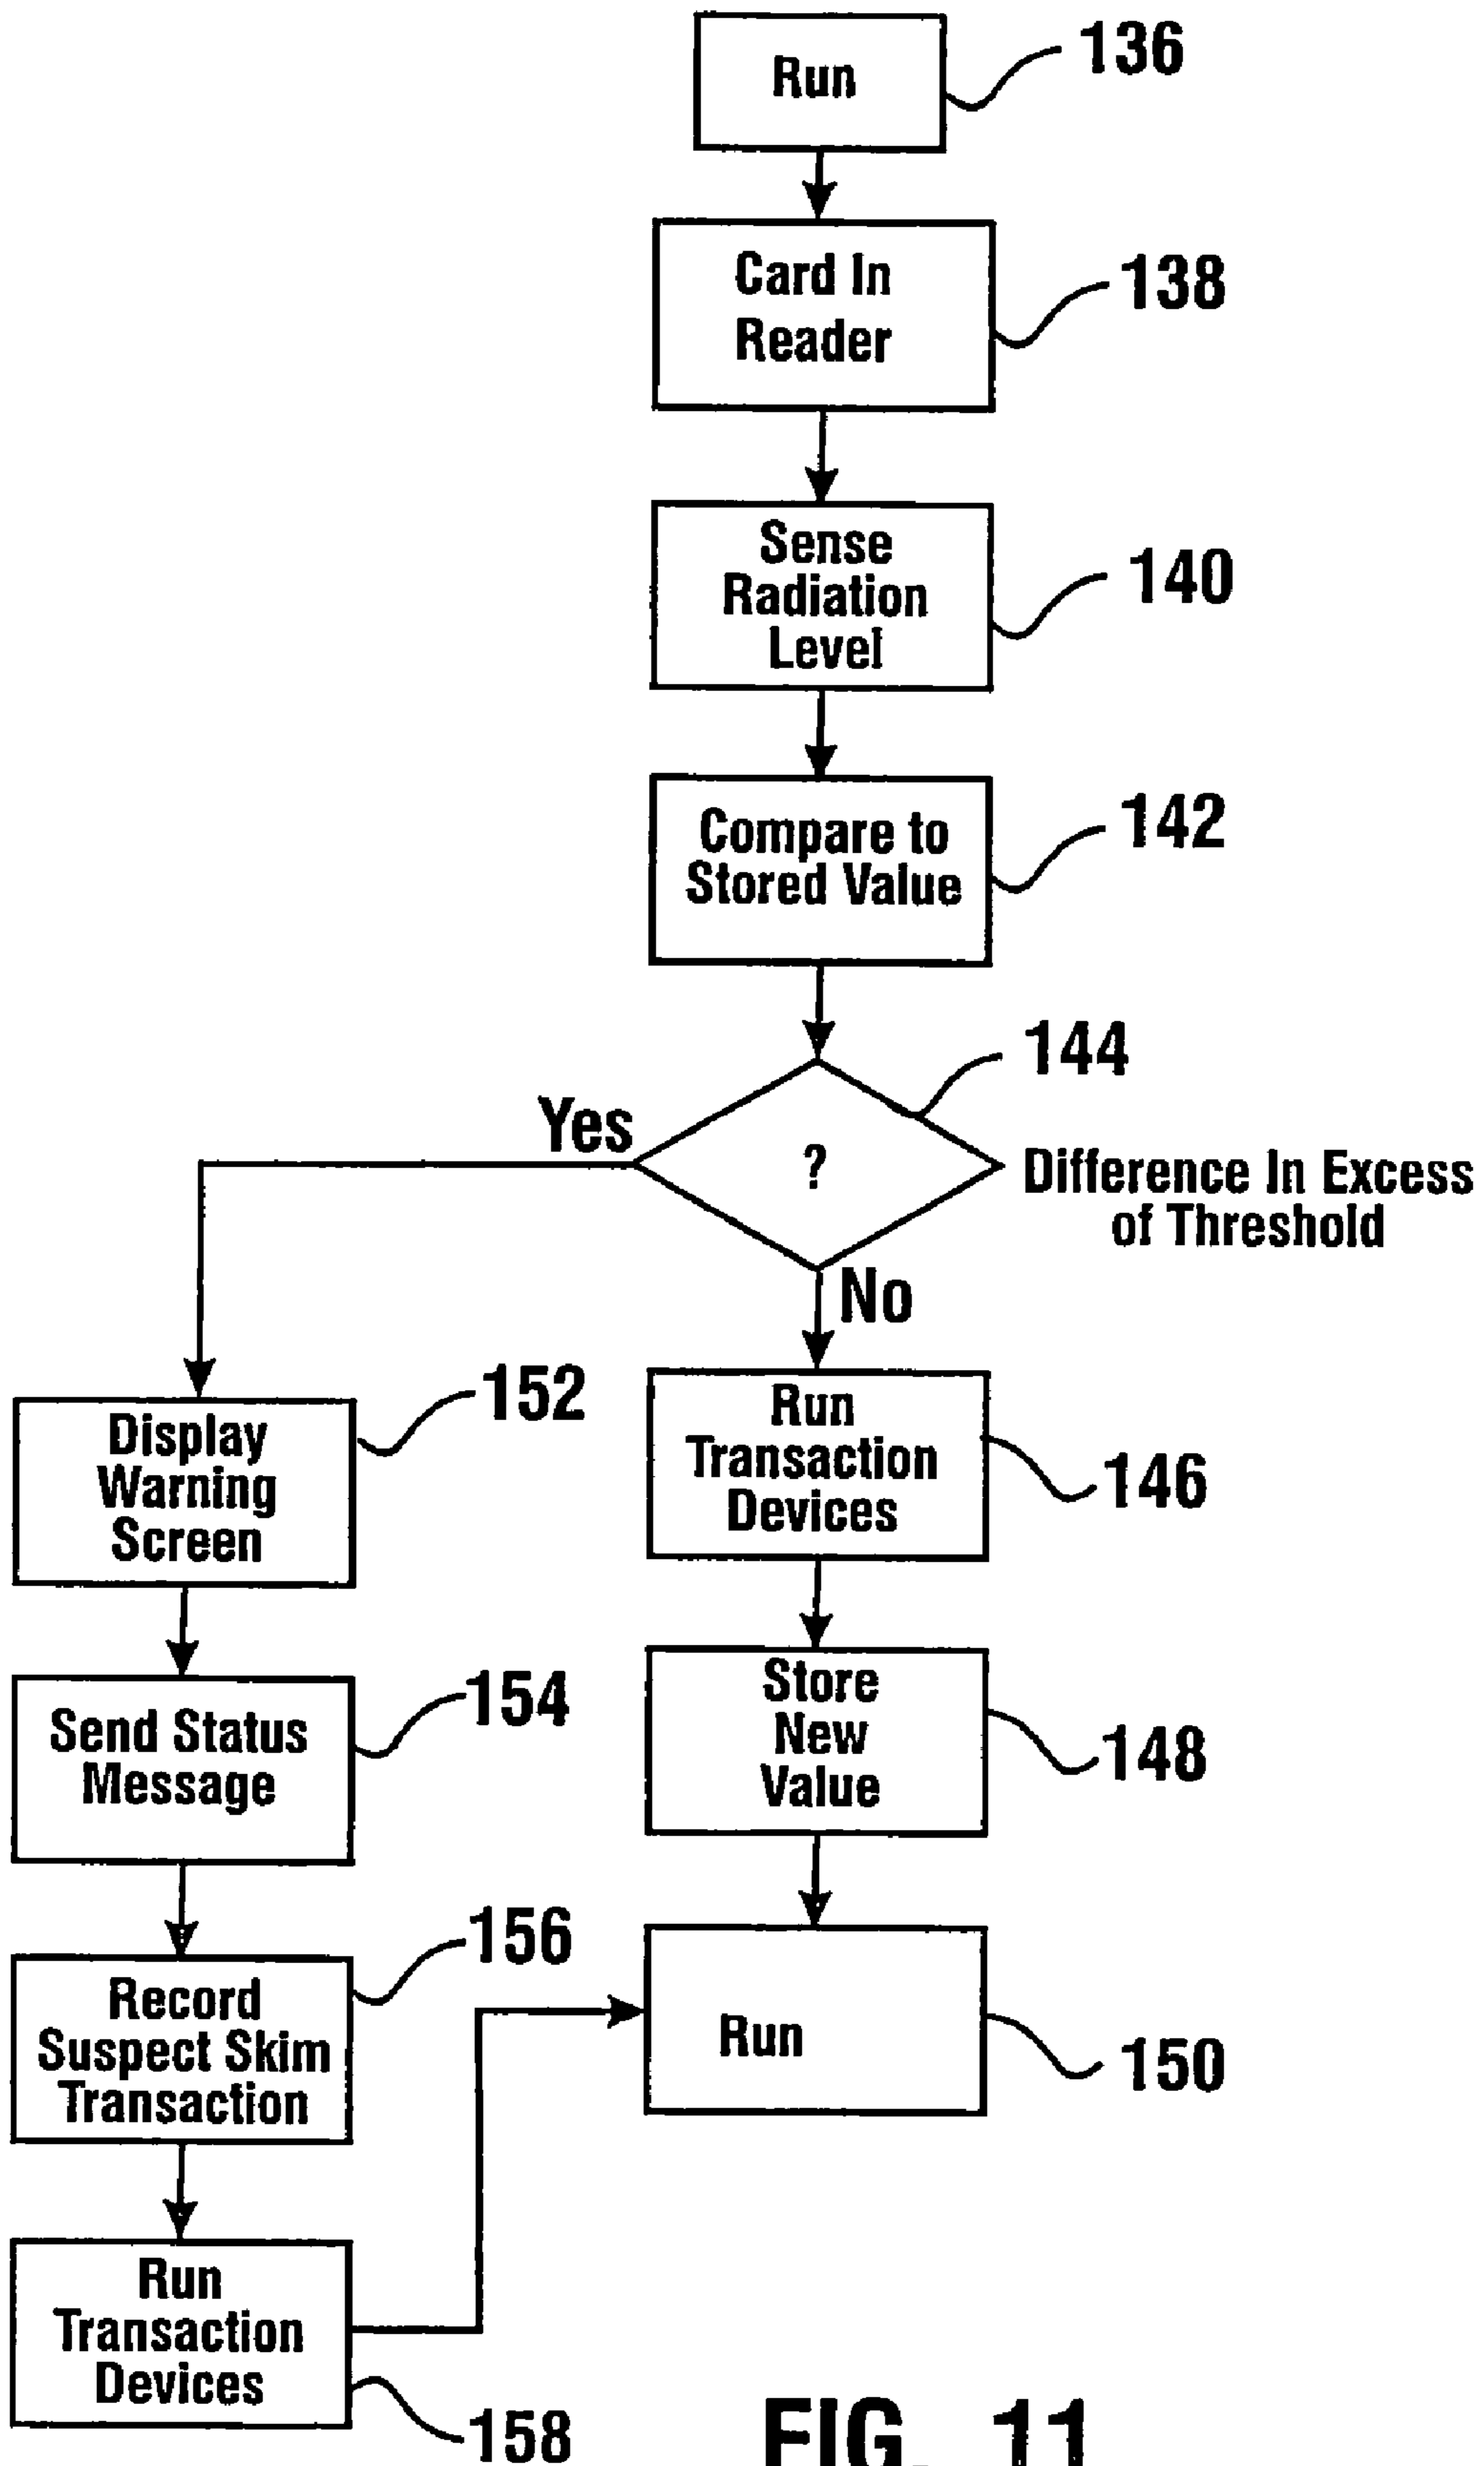 Run
136
Card In
Reader
138
Sense
Radiation
Level
140
Compare to
Stored Value
142
144
?
Difference In Excess
of Threshold
Yes
No
Display
Warning
Screen
152
Run
Transaction
Devices
146
Send Status
Message
154
Store
New
Value
148
Record
Suspect Skim
Transaction
156
Run
150
Run
Transaction
Devices
158
FIG. 11